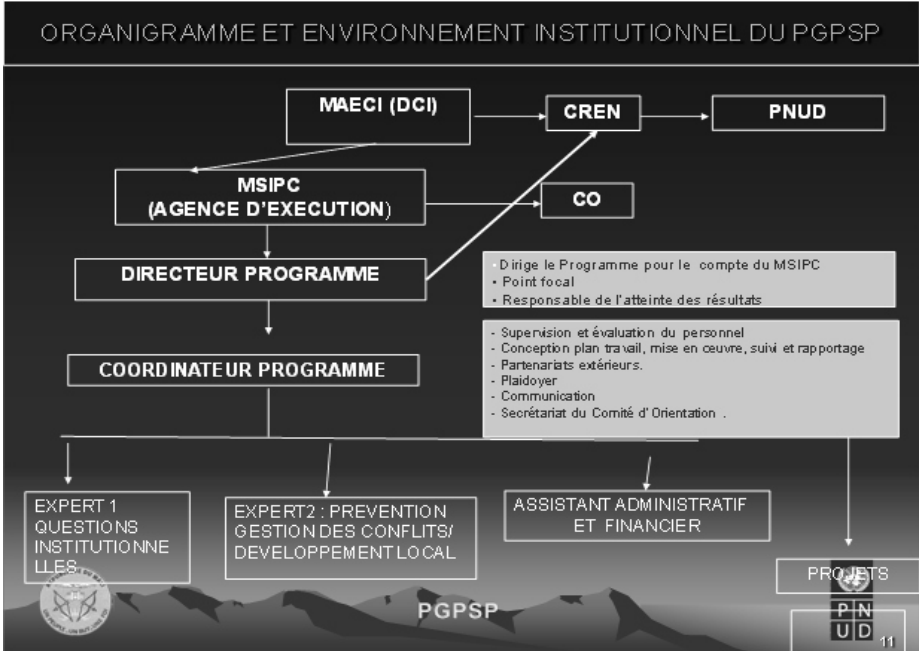 ORGANIGRAMME ET ENVIRONNEMENT INSTITUTIONNEL DU PGPSP
MAECI (DCI)
CREN
PNUD
MSIPC
(AGENCE D'EXECUTION)
CO
DIRECTEUR PROGRAMME
• Dirige le Programme pour le compte du MSIPC
• Point focal
• Responsable de l'atteinte des résultats
COORDINATEUR PROGRAMME
- Supervision et évaluation du personnel
- Conception plan travail, mise en œuvre, suivi et rapportage
- Partenariats extérieurs.
- Plaidoyer
- Communication
- Secrétariat du Comité d'Orientation .
EXPERT 1
QUESTIONS
INSTITUTIONNE
LLES
EXPERT2 : PREVENTION
GESTION DES CONFLITS/
DEVELOPPEMENT LOCAL
ASSISTANT ADMINISTRATIF
ET FINANCIER
PROJETS
PGPSP
P N
U D
11